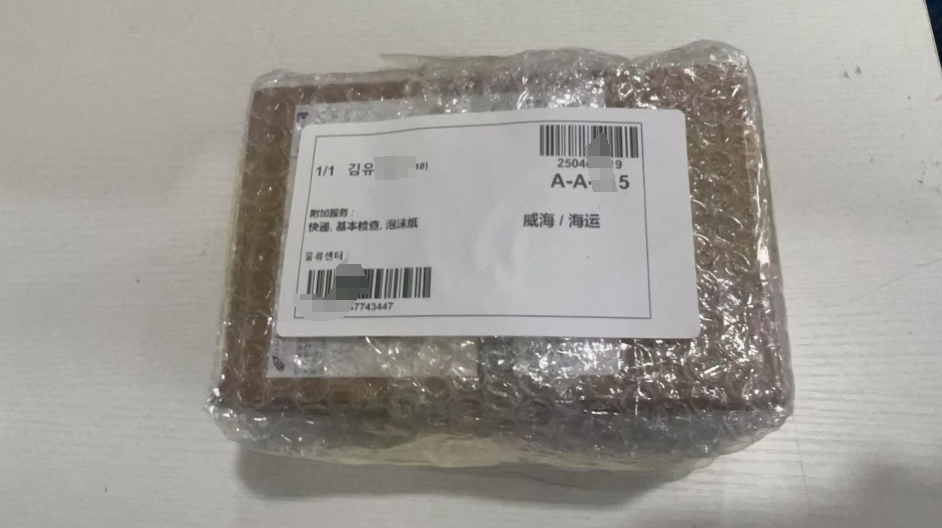 1/1 김유
2504
A-A- 5
附加服务 :
快递, 基本检查, 泡沫纸
威海 / 海运
물류센터
7743447